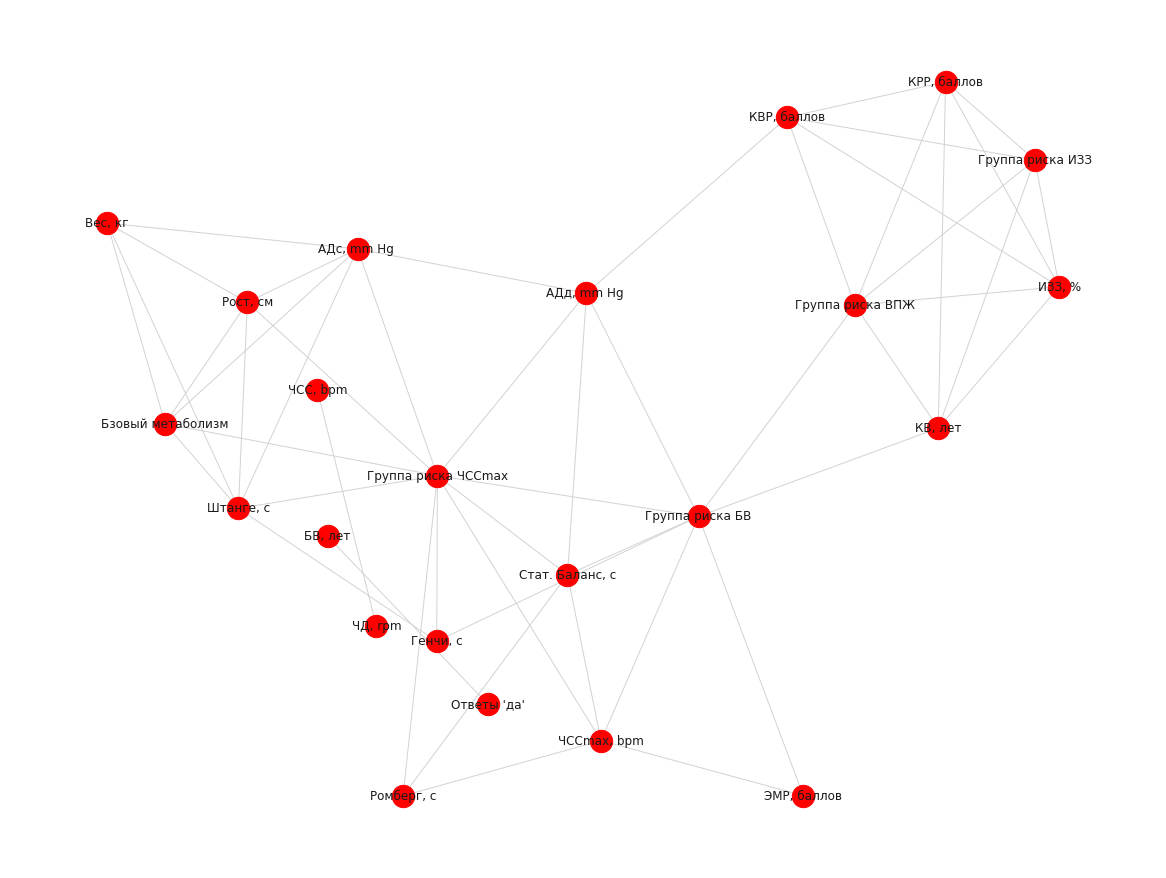 КРР, баллов
КВР, баллов
Группа риска ИЗЗ
Вес, кг
АДс, mm Hg
ИЗЗ, %
АДд, mm Hg
Рост, см
Группа риска ВПЖ
ЧСС, bpm
Бзовый метаболизм
КВ, лет
Группа риска ЧССmax
Штанге, с
Группа риска БВ
БВ, лет
Стат. Баланс, с
ЧД, rpm
Генчи, с
Ответы 'да'
ЧССmax, bpm
Ромберг, с
ЭМР, баллов